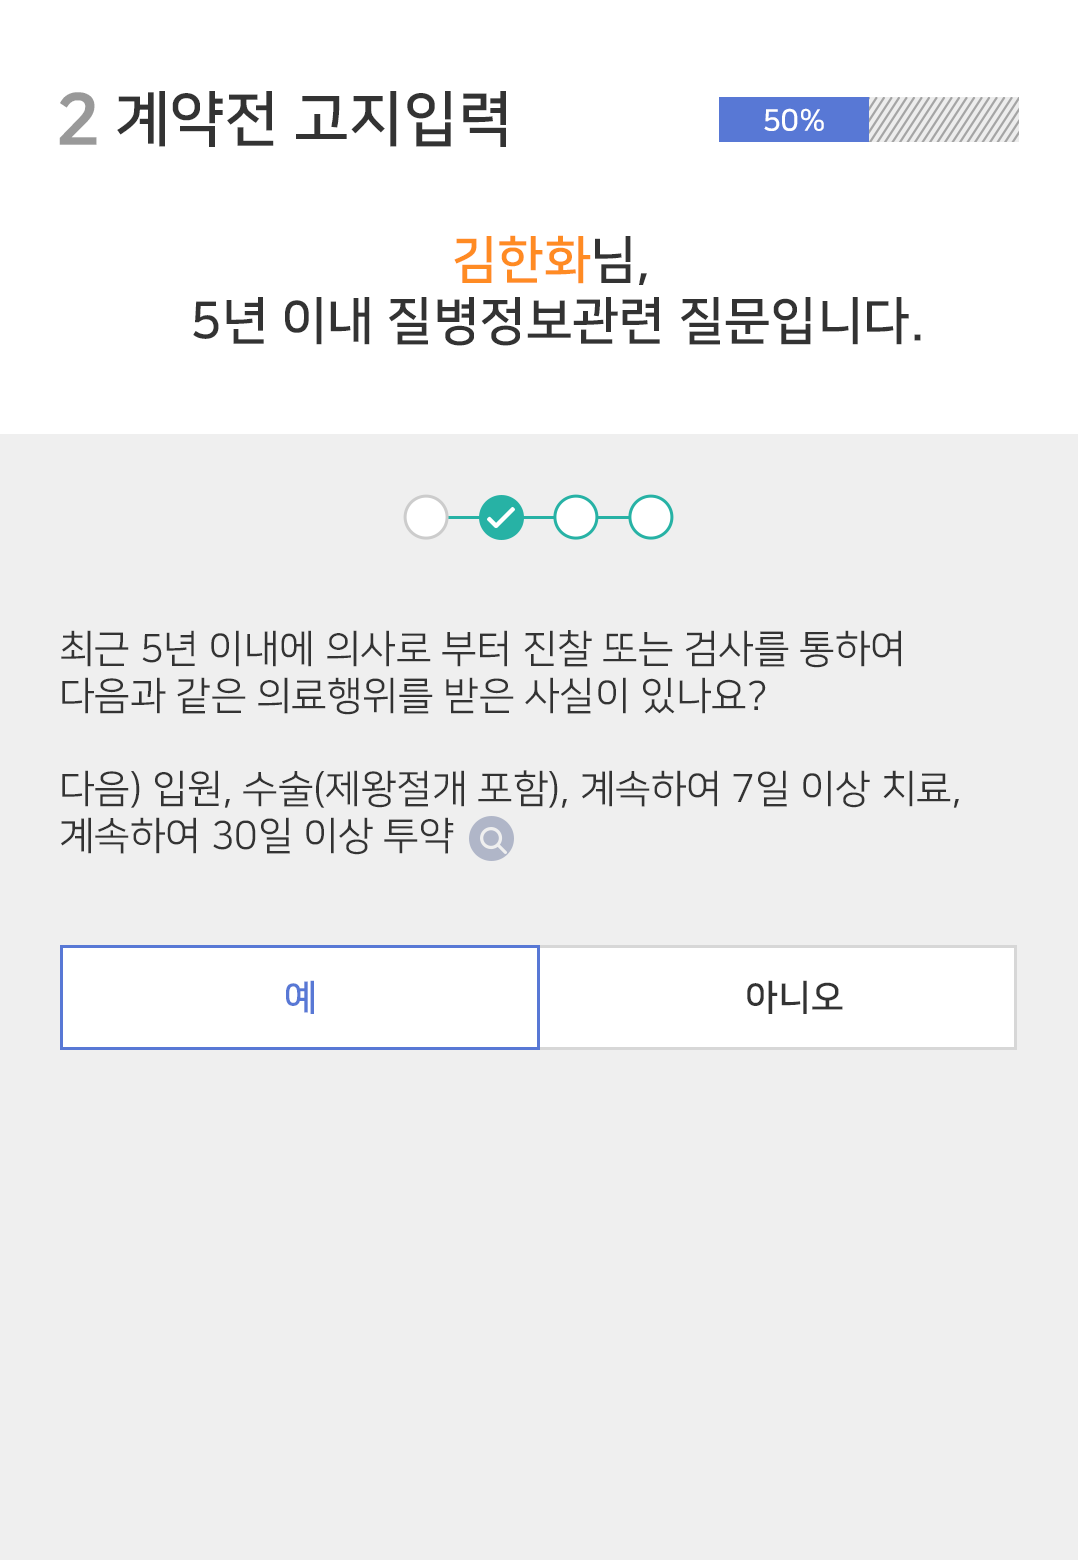 2 계약전 고지입력
50%
김한화님,
5년 이내 질병정보관련 질문입니다.
최근 5년 이내에 의사로 부터 진찰 또는 검사를 통하여
다음과 같은 의료행위를 받은 사실이 있나요?
다음) 입원, 수술(제왕절개 포함), 계속하여 7일 이상 치료,
계속하여 30일 이상 투약
예
아니오